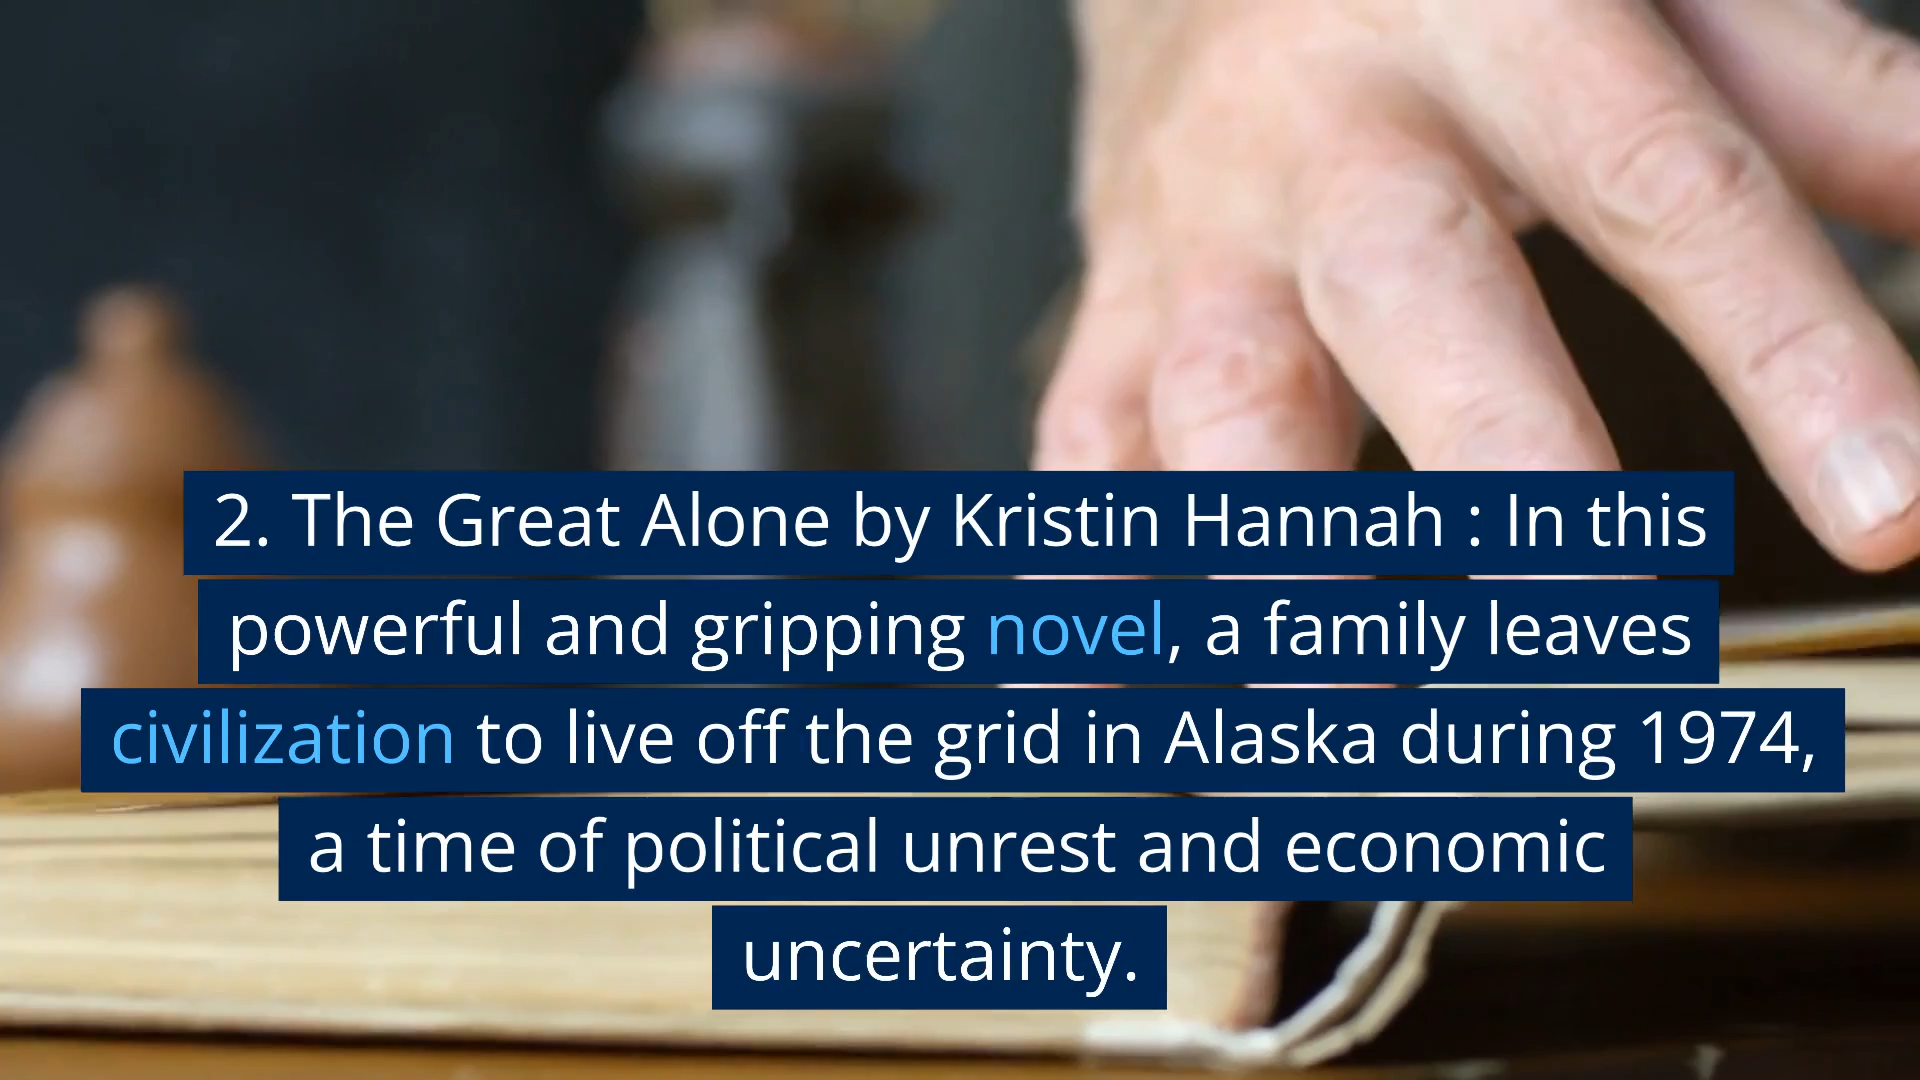 2. The Great Alone by Kristin Hannah : In this
powerful and gripping novel, a family leaves
civilization to live off the grid in Alaska during 1974,
a time of political unrest and economic
uncertainty.